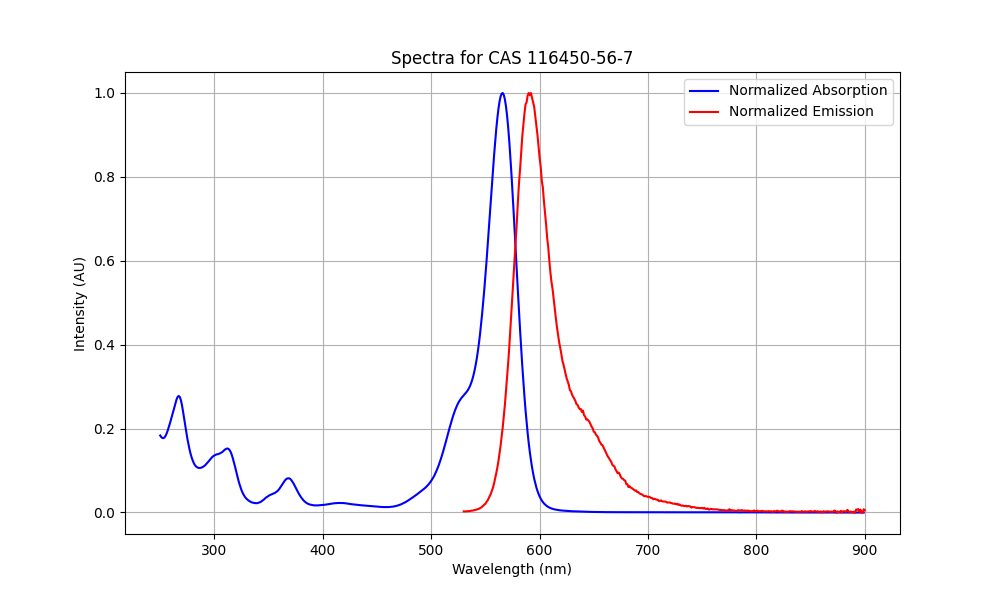 Spectra for CAS 116450-56-7
Normalized Absorption
Normalized Emission
1.0
0.8
0.6
0.4
0.2
0.0
Intensity (AU)
300 400 500 600 700 800 900
Wavelength (nm)